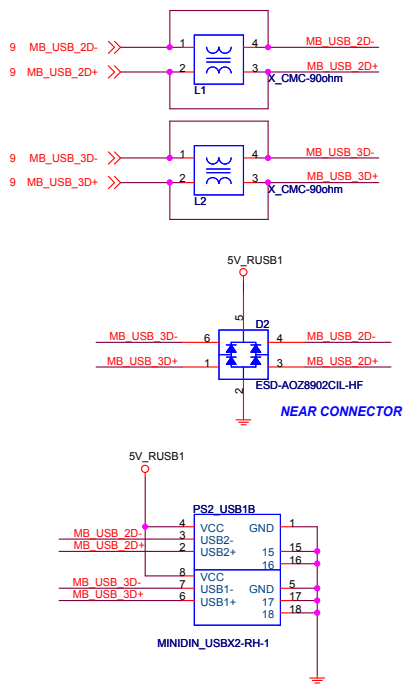 9 MB_USB_2D- 1 4 MB_USB_2D-
9 MB_USB_2D+ 2 3 MB_USB_2D+
L1 X_CMC-90ohm
9 MB_USB_3D- 1 4 MB_USB_3D-
9 MB_USB_3D+ 2 3 MB_USB_3D+
L2 X_CMC-90ohm
5V_RUSB1
5 D2
MB_USB_3D- 6 4 MB_USB_2D-
MB_USB_3D+ 1 3 MB_USB_2D+
2 ESD-AOZ8902CIL-HF
NEAR CONNECTOR
5V_RUSB1
PS2_USB1B
4 VCC GND 1
MB_USB_2D- 3 USB2-
MB_USB_2D+ 2 USB2+ 15 15
16 16
8 VCC
MB_USB_3D- 7 USB1- GND 5
MB_USB_3D+ 6 USB1+ 17 17
18 18
MINIDIN_USBX2-RH-1